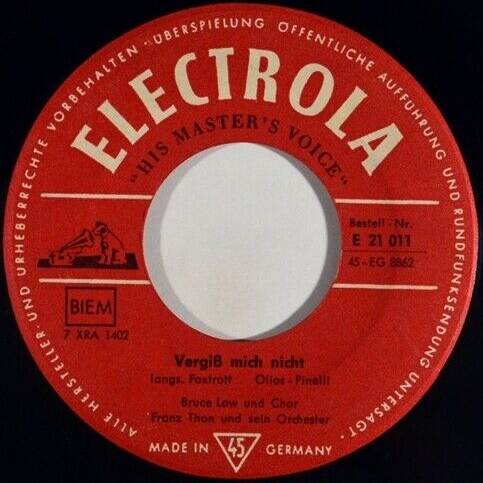 ALLE HERSTELLER- UND URHEBERRECHTE VORBEHALTEN · ÜBERSPIELUNG ÖFFENTLICHE AUFFÜHRUNG UND RUNDFUNKSENDUNG UNTERSAGT ·
ELECTROLA
"HIS MASTER'S VOICE"
Bestell-Nr.
E 21 011
45-EG 8862
BIEM
7 XRA 1402
Vergiß mich nicht
langs. Foxtrott Olias-Pinelli
Bruce Low und Chor
Franz Thon und sein Orchester
MADE IN 45 GERMANY